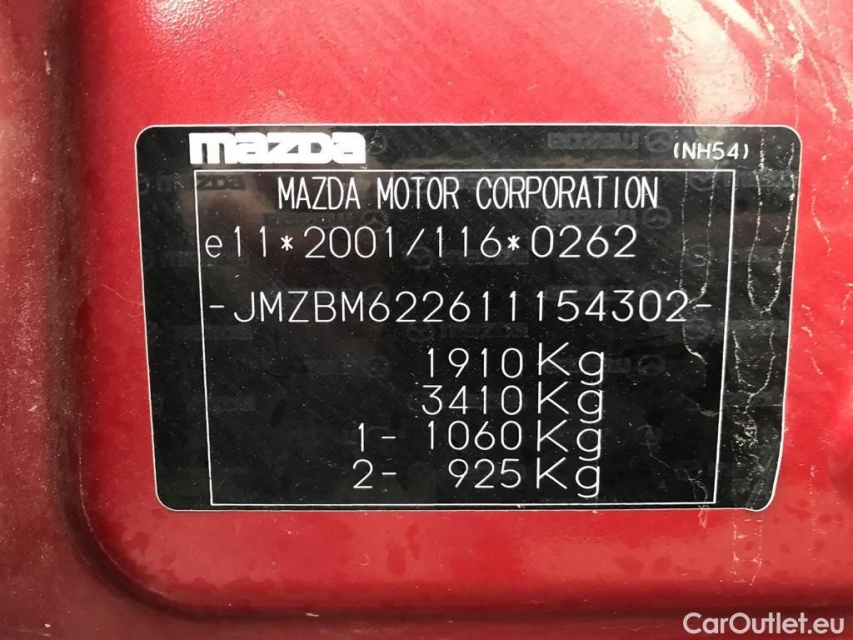 mazda (NH54)
MAZDA MOTOR CORPORATION
e11*2001/116*0262
-JMZBM622611154302-
1910Kg
3410Kg
1- 1060Kg
2- 925Kg
CarOutlet.eu